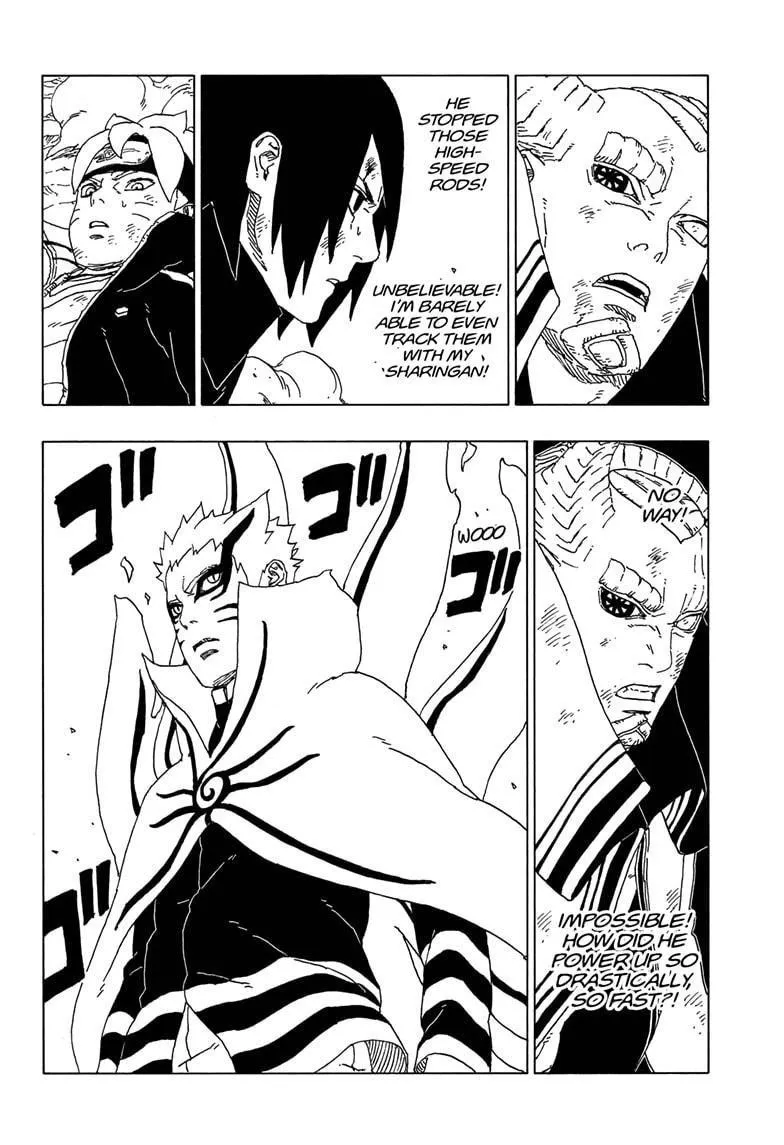 HE
STOPPED
THOSE
HIGH-
SPEED
RODS!
UNBELIEVABLE!
I'M BARELY
ABLE TO EVEN
TRACK THEM
WITH MY
SHARINGAN!
NO
WAY!
ゴ
ゴ
WOOO
ゴ
ゴ
IMPOSSIBLE!
HOW DID HE
POWER UP SO
DRASTICALLY,
SO FAST?!